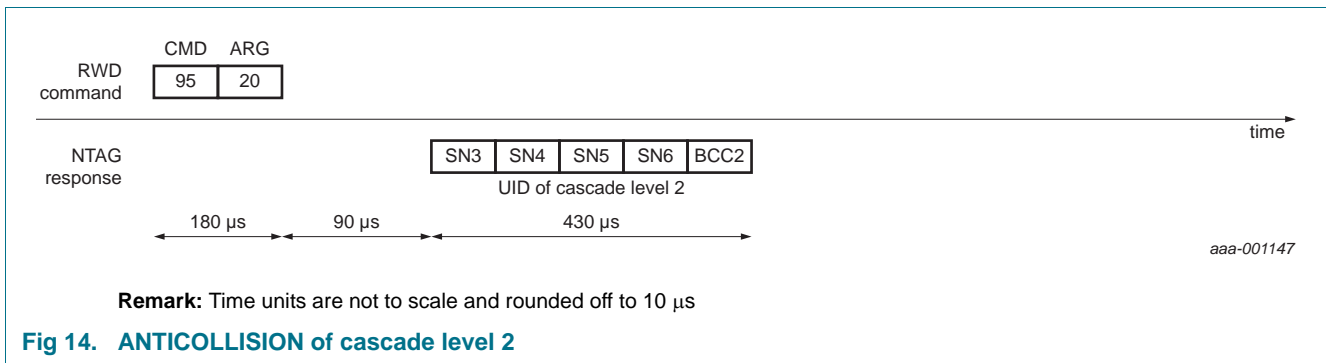 CMD ARG
RWD command
95 20
time
NTAG response
SN3 SN4 SN5 SN6 BCC2
UID of cascade level 2
180 µs 90 µs 430 µs
aaa-001147
Remark: Time units are not to scale and rounded off to 10 µs
Fig 14. ANTICOLLISION of cascade level 2